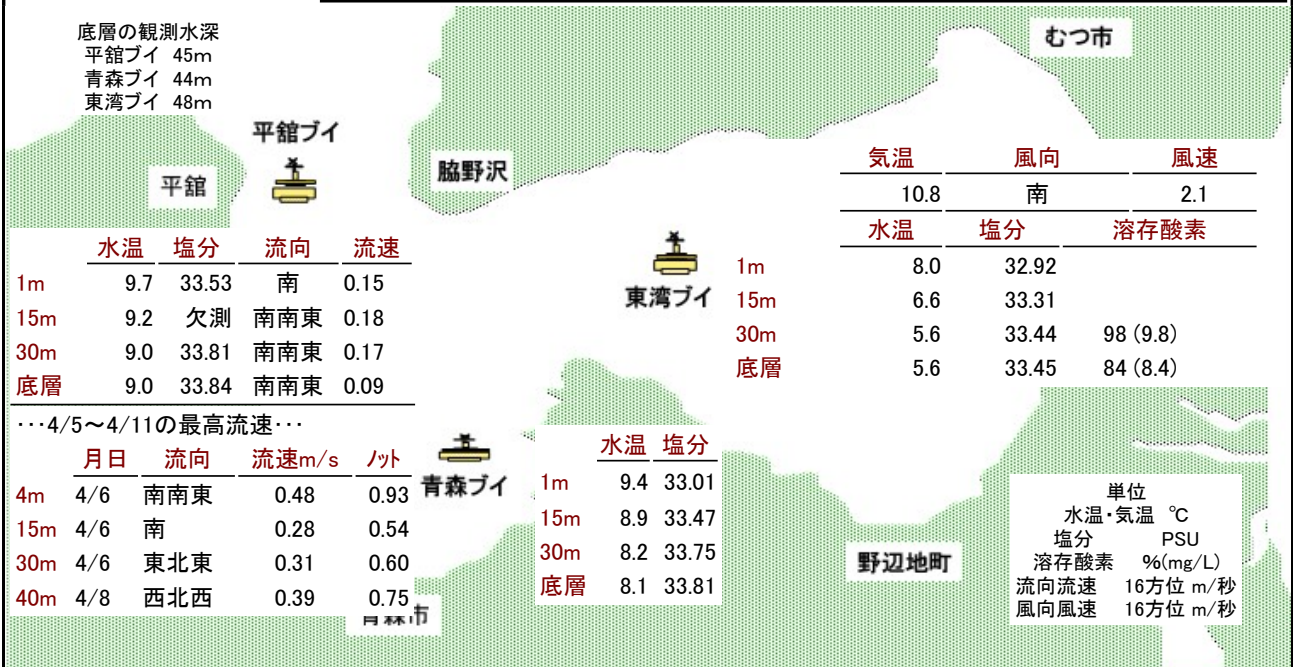 底層の観測水深
平舘ブイ 45m
青森ブイ 44m
東湾ブイ 48m
むつ市
平舘ブイ
脇野沢
平舘
気温 風向 風速
10.8 南 2.1
水温 塩分 溶存酸素
1m 8.0 32.92
15m 6.6 33.31
30m 5.6 33.44 98 (9.8)
底層 5.6 33.45 84 (8.4)
東湾ブイ
水温 塩分 流向 流速
1m 9.7 33.53 南 0.15
15m 9.2 欠測 南南東 0.18
30m 9.0 33.81 南南東 0.17
底層 9.0 33.84 南南東 0.09
…4/5～4/11の最高流速…
月日 流向 流速m/s ノット
4m 4/6 南南東 0.48 0.93
15m 4/6 南 0.28 0.54
30m 4/6 東北東 0.31 0.60
40m 4/8 西北西 0.39 0.75
青森ブイ
水温 塩分
1m 9.4 33.01
15m 8.9 33.47
30m 8.2 33.75
底層 8.1 33.81
青森市
野辺地町
単位
水温・気温 ℃
塩分 PSU
溶存酸素 %(mg/L)
流向流速 16方位 m/秒
風向風速 16方位 m/秒